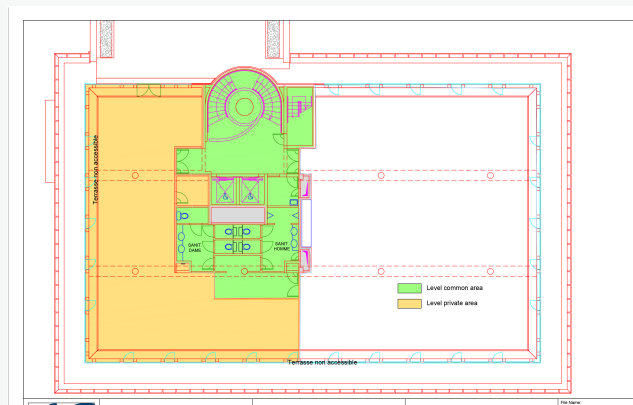 Terrasse non accessible
SANIT
DAME
SANIT
HOMME
Level common area
Level private area
Terrasse non accessible
File Name: